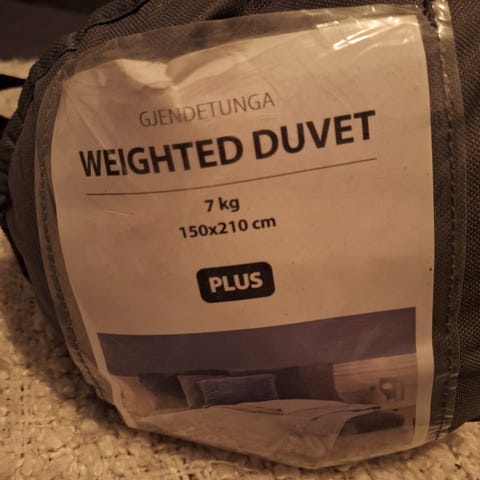 GJENDETUNGA
WEIGHTED DUVET
7 kg
150x210 cm
PLUS